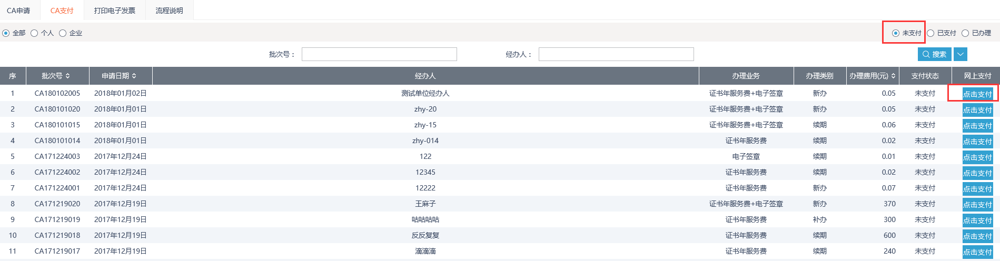 CA申请 CA支付 打印电子发票 流程说明
全部 个人 企业 未支付 已支付 已办理
批次号： 经办人： 搜索
序 批次号 申请日期 经办人 办理业务 办理类别 办理费用(元) 支付状态 网上支付
1 CA180102005 2018年01月02日 测试单位经办人 证书年服务费+电子签章 新办 0.05 未支付 点击支付
2 CA180101020 2018年01月01日 zhy-20 证书年服务费+电子签章 新办 0.05 未支付 点击支付
3 CA180101015 2018年01月01日 zhy-15 证书年服务费+电子签章 续期 0.06 未支付 点击支付
4 CA180101014 2018年01月01日 zhy-014 证书年服务费 续期 0.02 未支付 点击支付
5 CA171224003 2017年12月24日 122 电子签章 续期 0.01 未支付 点击支付
6 CA171224002 2017年12月24日 12345 证书年服务费 续期 0.02 未支付 点击支付
7 CA171224001 2017年12月24日 12222 证书年服务费 新办 0.07 未支付 点击支付
8 CA171219020 2017年12月19日 王麻子 证书年服务费+电子签章 新办 370 未支付 点击支付
9 CA171219019 2017年12月19日 咕咕咕咕 证书年服务费 补办 300 未支付 点击支付
10 CA171219018 2017年12月19日 反反复复 证书年服务费 续期 600 未支付 点击支付
11 CA171219017 2017年12月19日 滴滴滴 证书年服务费 续期 240 未支付 点击支付